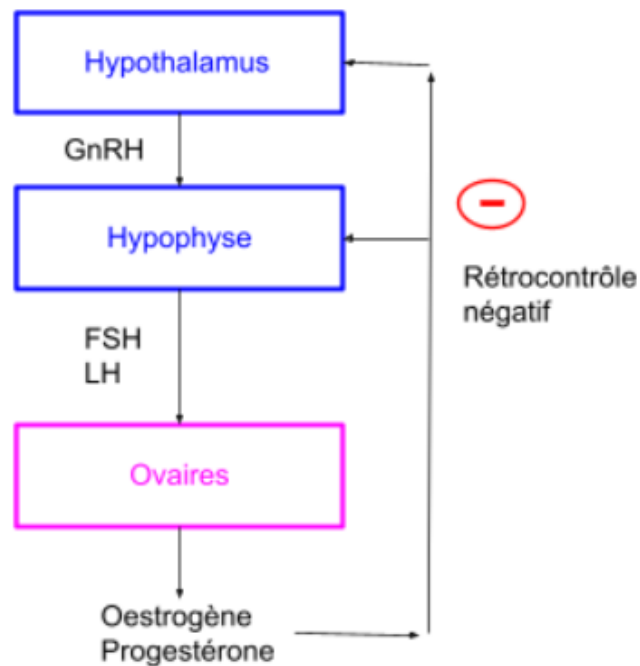 Hypothalamus
GnRH
Hypophyse
Rétrocontrôle
négatif
FSH
LH
Ovaires
Oestrogène
Progestérone